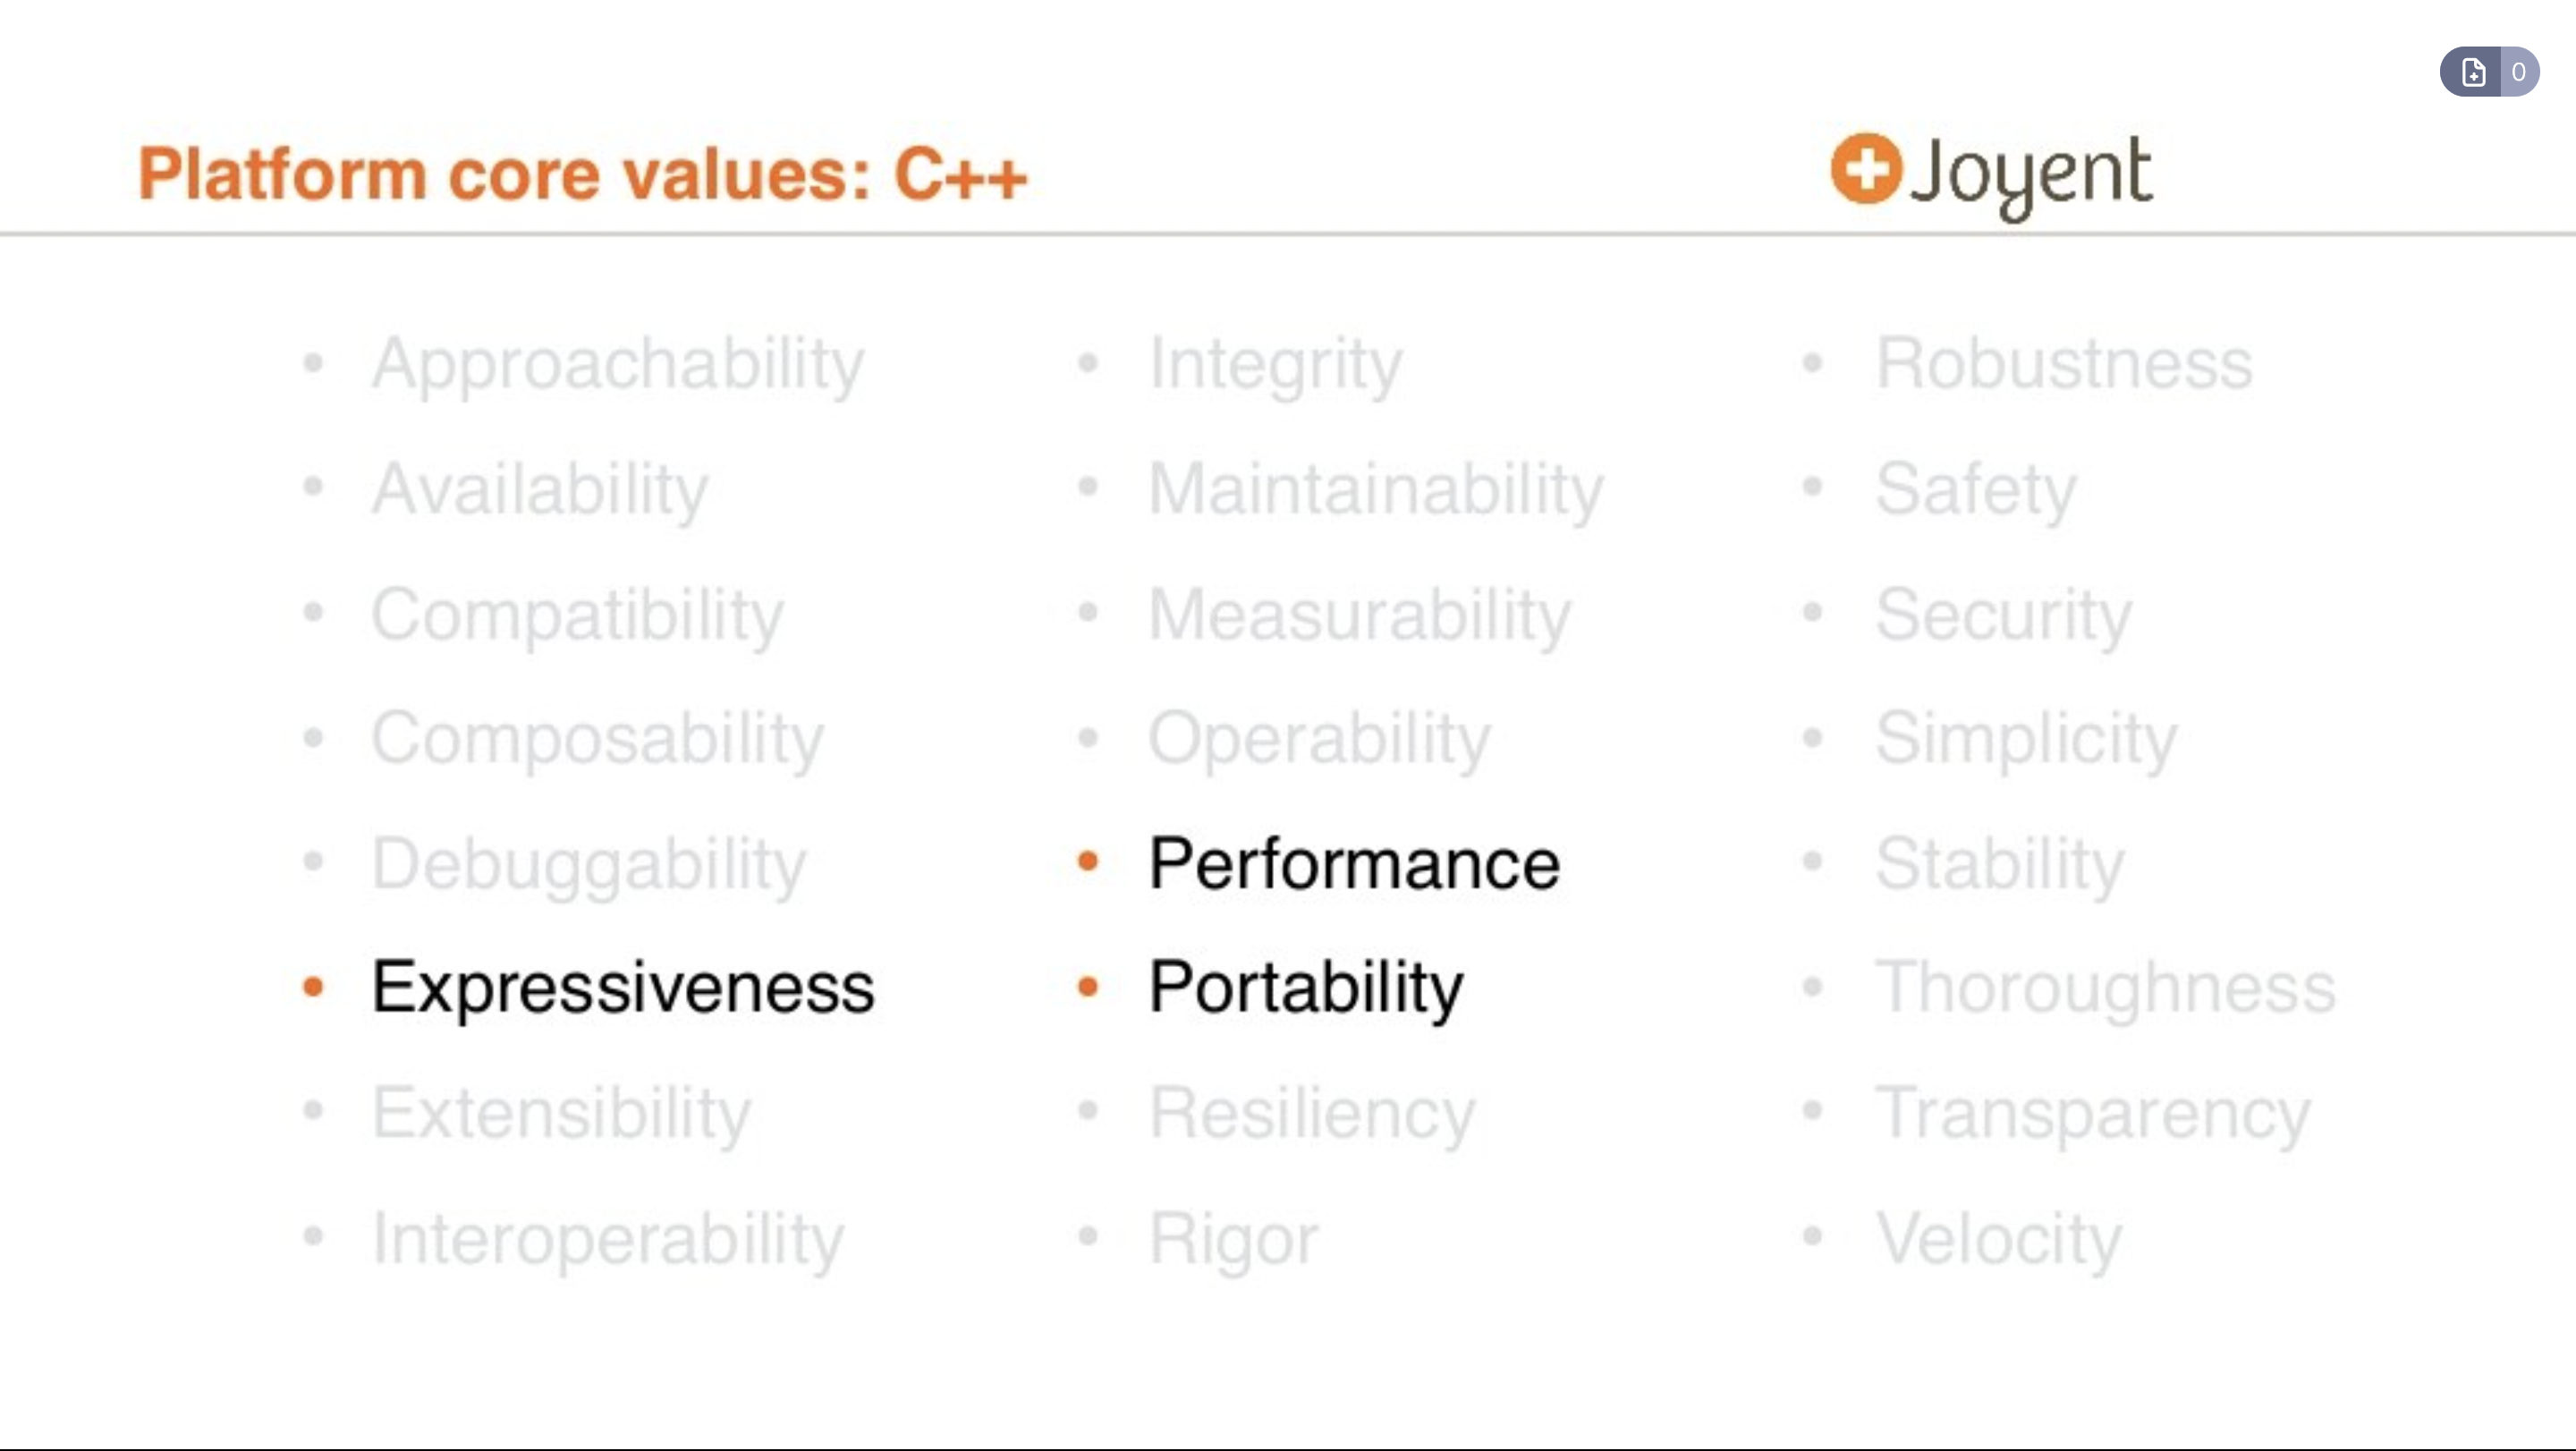 0
Platform core values: C++
Joyent
• Approachability
• Availability
• Compatibility
• Composability
• Debuggability
• Expressiveness
• Extensibility
• Interoperability
• Integrity
• Maintainability
• Measurability
• Operability
• Performance
• Portability
• Resiliency
• Rigor
• Robustness
• Safety
• Security
• Simplicity
• Stability
• Thoroughness
• Transparency
• Velocity